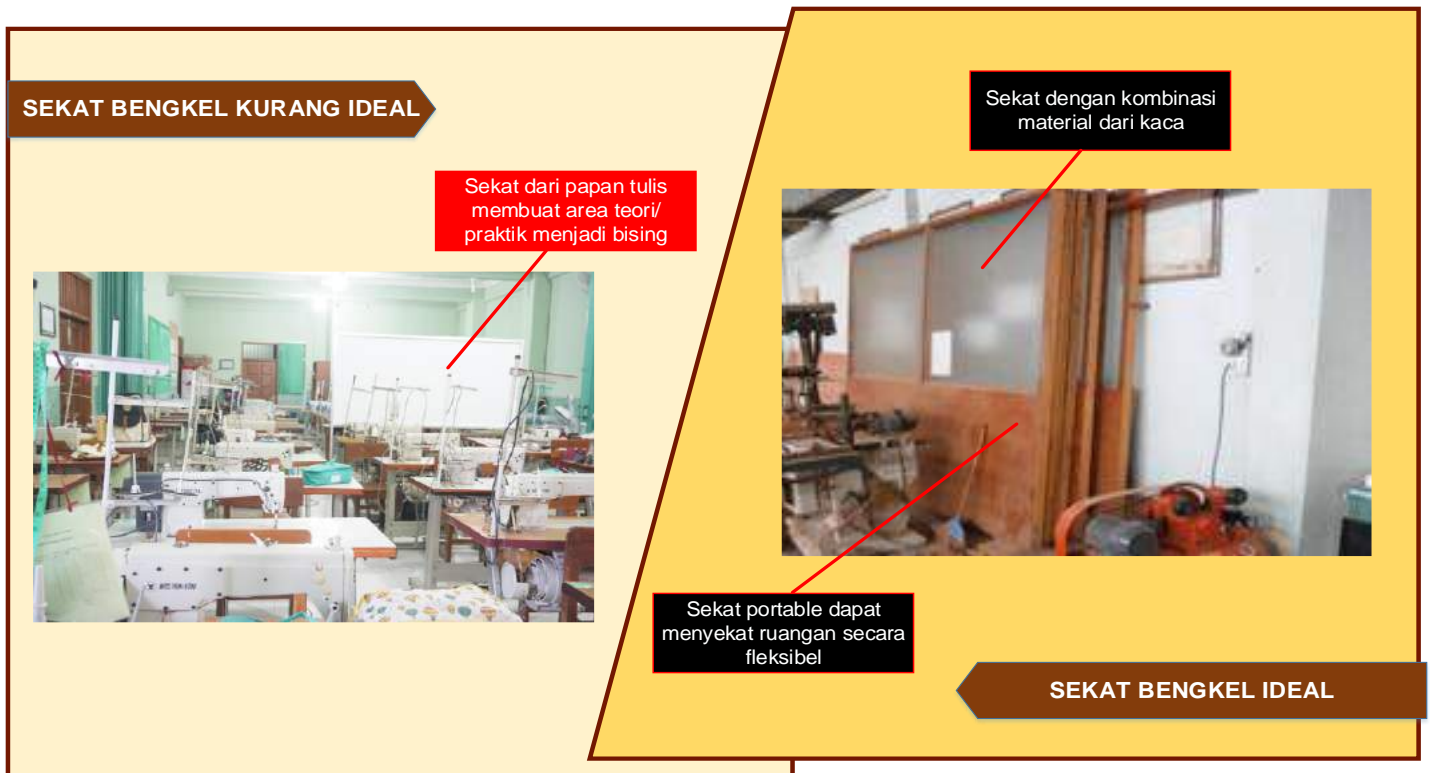 SEKAT BENGKEL KURANG IDEAL
Sekat dari papan tulis
membuat area teori/
praktik menjadi bising
Sekat dengan kombinasi
material dari kaca
Sekat portable dapat
menyekat ruangan secara
fleksibel
SEKAT BENGKEL IDEAL